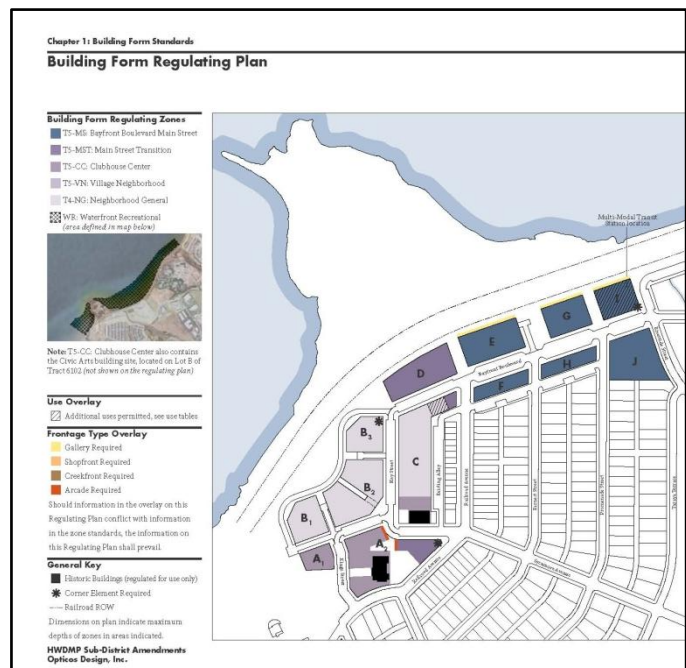 Chapter 1: Building Form Standards
Building Form Regulating Plan
Building Form Regulating Zones
T5-MS: Bayfront Boulevard Main Street
T5-MST: Main Street Transition
T5-CC: Clubhouse Center
T5-VN: Village Neighborhood
T4-NG: Neighborhood General
WR: Waterfront Recreational
(area defined in map below)
Note: T5-CC: Clubhouse Center also contains
the Civic Arts building site, located on Lot B of
Tract 6102 (not shown on the regulating plan)
Use Overlay
Additional uses permitted, see use tables
Frontage Type Overlay
Gallery Required
Shopfront Required
Creekfront Required
Arcade Required
Should information in the overlay on this
Regulating Plan conflict with information
in the zone standards, the information on
this Regulating Plan shall prevail.
General Key
Historic Buildings (regulated for use only)
Corner Element Required
Railroad ROW
Dimensions on plan indicate maximum
depths of zones in areas indicated.
HWDMP Sub-District Amendments
Opticos Design, Inc.
Multi-Modal Transit
Station location
I
G
E
Bayfront Boulevard
H
J
D
F
B3
C
B2
B1
A1
A2
Railroad Avenue